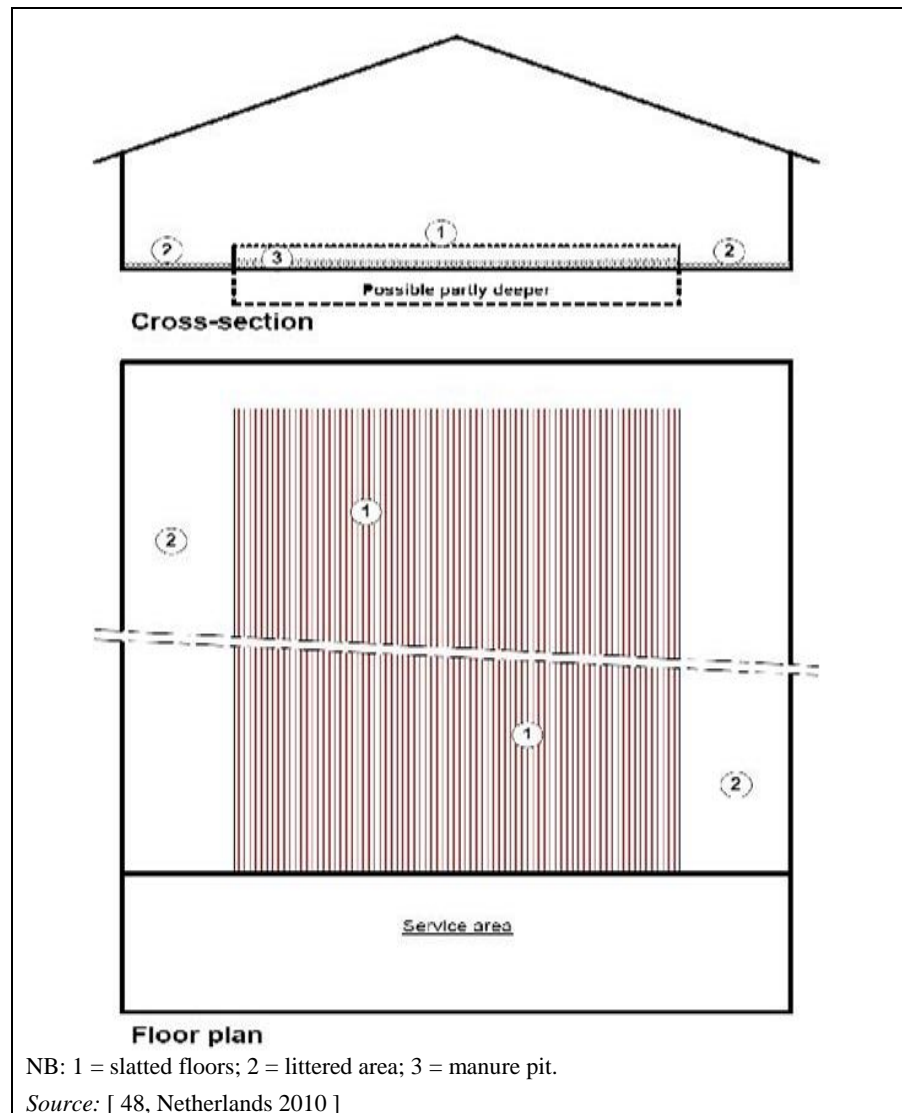 1
2
3
2
Possible partly deeper
Cross-section
1
2
1
2
Service area
Floor plan
NB: 1 = slatted floors; 2 = littered area; 3 = manure pit.
Source: [ 48, Netherlands 2010 ]